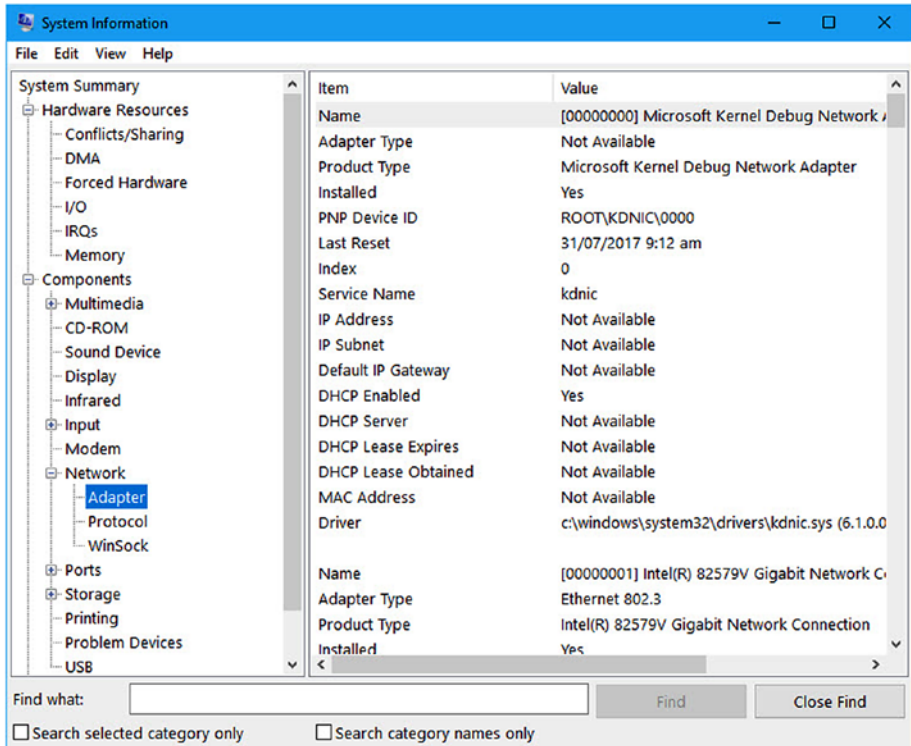 System Information
File Edit View Help
System Summary
Hardware Resources
Conflicts/Sharing
DMA
Forced Hardware
I/O
IRQs
Memory
Components
Multimedia
CD-ROM
Sound Device
Display
Infrared
Input
Modem
Network
Adapter
Protocol
WinSock
Ports
Storage
Printing
Problem Devices
USB
Item Value
Name [00000000] Microsoft Kernel Debug Network
Adapter Type Not Available
Product Type Microsoft Kernel Debug Network Adapter
Installed Yes
PNP Device ID ROOT\KDNIC\0000
Last Reset 31/07/2017 9:12 am
Index 0
Service Name kdnic
IP Address Not Available
IP Subnet Not Available
Default IP Gateway Not Available
DHCP Enabled Yes
DHCP Server Not Available
DHCP Lease Expires Not Available
DHCP Lease Obtained Not Available
MAC Address Not Available
Driver c:\windows\system32\drivers\kdnic.sys (6.1.0.0
Name [00000001] Intel(R) 82579V Gigabit Network
Adapter Type Ethernet 802.3
Product Type Intel(R) 82579V Gigabit Network Connection
Installed Yes
Find what: Find Close Find
Search selected category only Search category names only